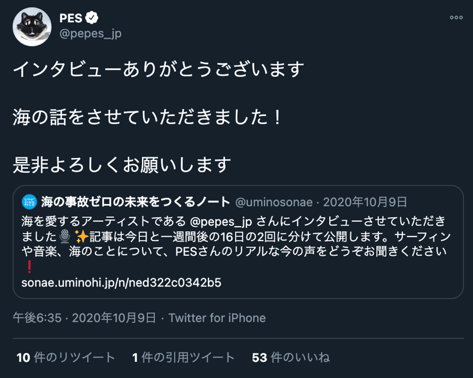 PES
@pepes_jp
インタビューありがとうございます
海の話をさせていただきました！
是非よろしくお願いします
海の事故ゼロの未来をつくるノート @uminosonae · 2020年10月9日
海を愛するアーティストである @pepes_jp さんにインタビューさせていただき
ました🎙️✨記事は今日と一週間後の16日の2回に分けて公開します。サーフィン
や音楽、海のことについて、PESさんのリアルな今の声をどうぞお聞きください
❗
sonae.uminohi.jp/n/ned322c0342b5
午後6:35 · 2020年10月9日 · Twitter for iPhone
10 件のリツイート 1 件の引用ツイート 53 件のいいね